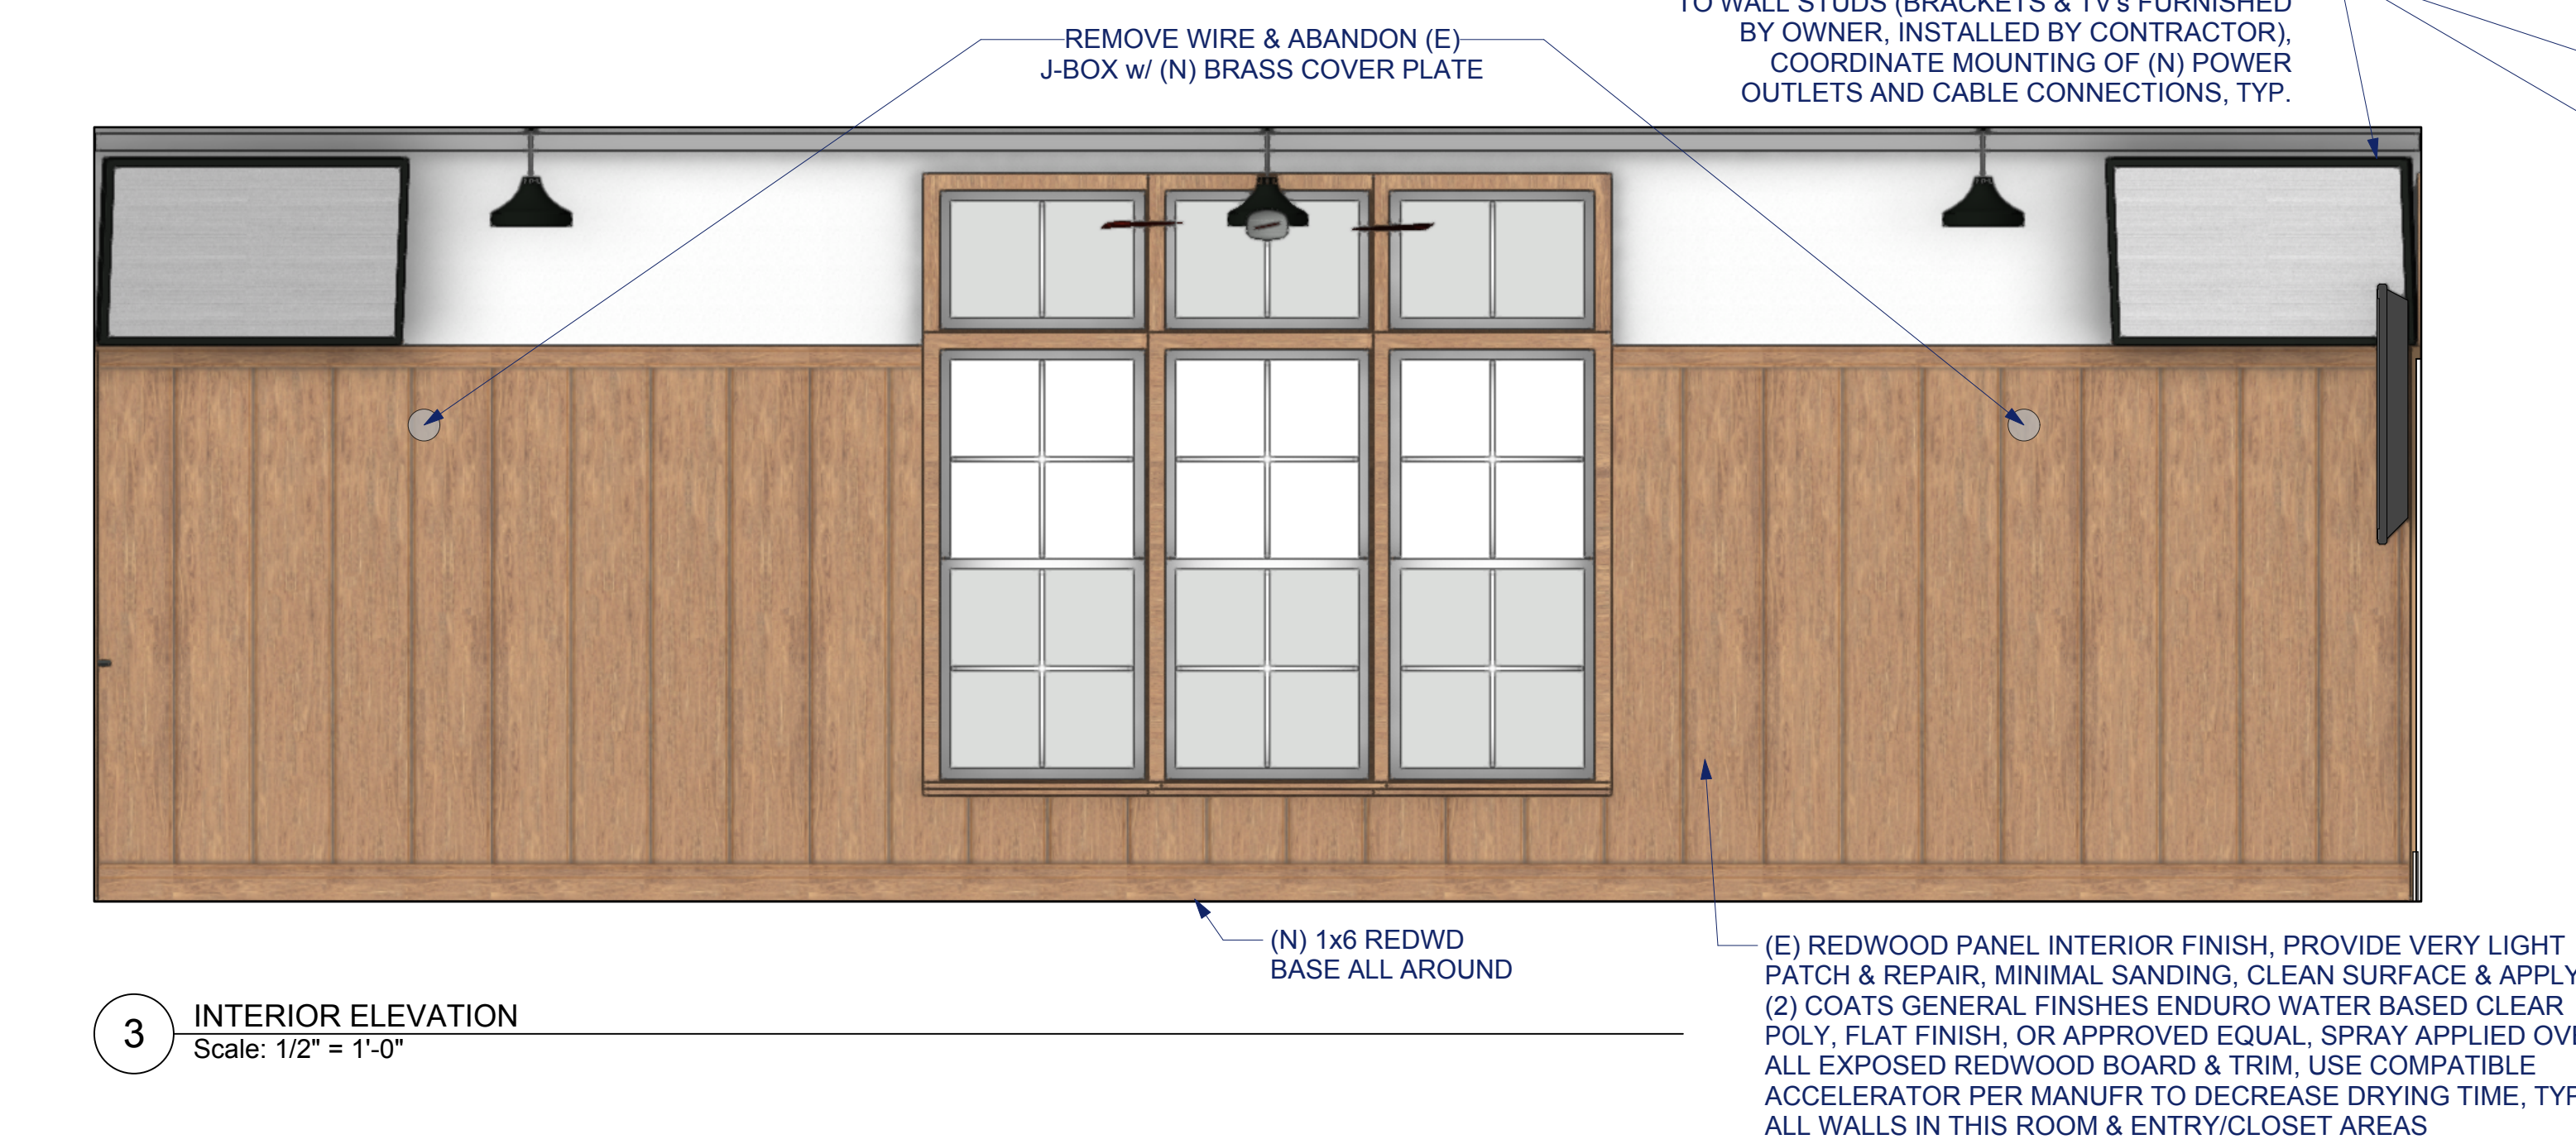 TO WALL STUDS (BRACKETS & TV's FURNISHED
BY OWNER, INSTALLED BY CONTRACTOR),
COORDINATE MOUNTING OF (N) POWER
OUTLETS AND CABLE CONNECTIONS, TYP.
REMOVE WIRE & ABANDON (E)
J-BOX w/ (N) BRASS COVER PLATE
(N) 1x6 REDWD
BASE ALL AROUND
(E) REDWOOD PANEL INTERIOR FINISH, PROVIDE VERY LIGHT
PATCH & REPAIR, MINIMAL SANDING, CLEAN SURFACE & APPLY
(2) COATS GENERAL FINSHES ENDURO WATER BASED CLEAR
POLY, FLAT FINISH, OR APPROVED EQUAL, SPRAY APPLIED
ALL EXPOSED REDWOOD BOARD & TRIM, USE COMPATIBLE
ACCELERATOR PER MANUFR TO DECREASE DRYING TIME, TYP
ALL WALLS IN THIS ROOM & ENTRY/CLOSET AREAS
3
INTERIOR ELEVATION
Scale: 1/2" = 1'-0"